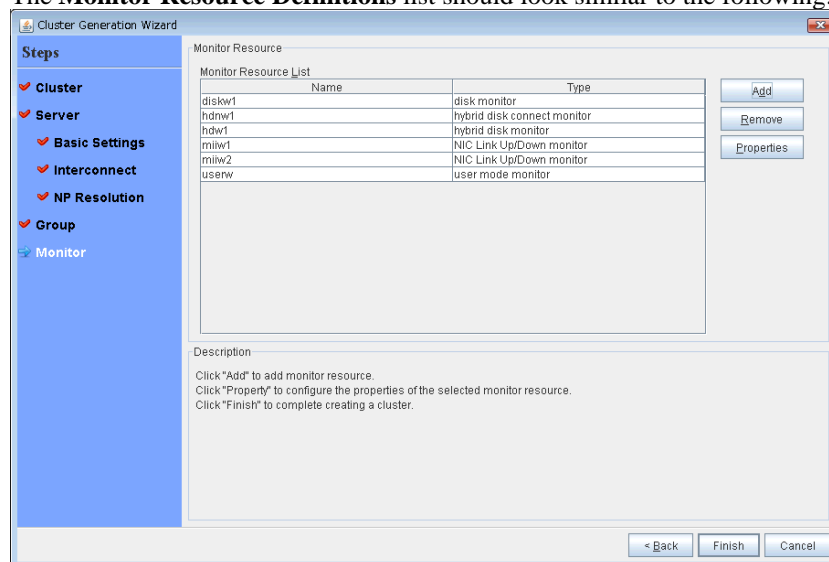 The Monitor Resource Definitions list should look similar to the following:
Cluster Generation Wizard
Steps
Cluster
Server
Basic Settings
Interconnect
NP Resolution
Group
Monitor
Monitor Resource
Monitor Resource List
Name Type
diskw1 disk monitor
hdnw1 hybrid disk connect monitor
hdw1 hybrid disk monitor
miiw1 NIC Link Up/Down monitor
miiw2 NIC Link Up/Down monitor
userw user mode monitor
Add
Remove
Properties
Description
Click "Add" to add monitor resource.
Click "Property" to configure the properties of the selected monitor resource.
Click "Finish" to complete creating a cluster.
< Back Finish Cancel